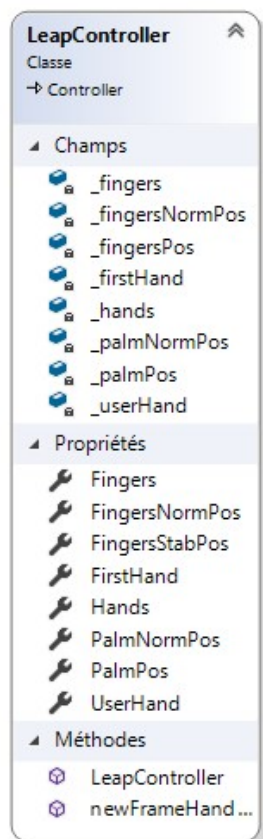 LeapController
Classe
Controller
Champs
_fingers
_fingersNormPos
_fingersPos
_firstHand
_hands
_palmNormPos
_palmPos
_userHand
Propriétés
Fingers
FingersNormPos
FingersStabPos
FirstHand
Hands
PalmNormPos
PalmPos
UserHand
Méthodes
LeapController
newFrameHand ...